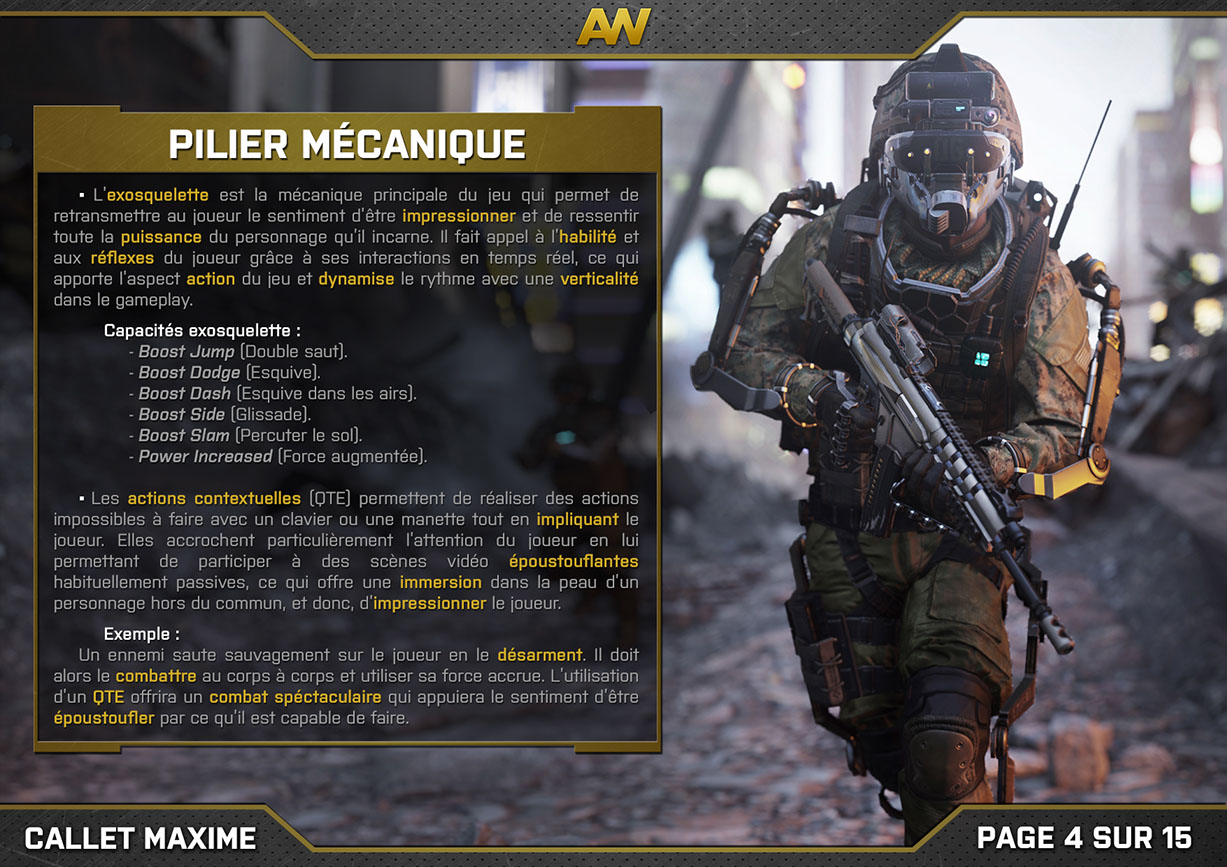 AW
PILIER MÉCANIQUE
▪ L'exosquelette est la mécanique principale du jeu qui permet de
retransmettre au joueur le sentiment d'être impressionner et de ressentir
toute la puissance du personnage qu'il incarne. Il fait appel à l'habilité et
aux réflexes du joueur grâce à ses interactions en temps réel, ce qui
apporte l'aspect action du jeu et dynamise le rythme avec une verticalité
dans le gameplay.
Capacités exosquelette :
- Boost Jump (Double saut).
- Boost Dodge (Esquive).
- Boost Dash (Esquive dans les airs).
- Boost Side (Glissade).
- Boost Slam (Percuter le sol).
- Power Increased (Force augmentée).
▪ Les actions contextuelles (QTE) permettent de réaliser des actions
impossibles à faire avec un clavier ou une manette tout en impliquant le
joueur. Elles accrochent particulièrement l'attention du joueur en lui
permettant de participer à des scènes vidéo époustouflantes
habituellement passives, ce qui offre une immersion dans la peau d'un
personnage hors du commun, et donc, d'impressionner le joueur.
Exemple :
Un ennemi saute sauvagement sur le joueur en le désarment. Il doit
alors le combattre au corps à corps et utiliser sa force accrue. L'utilisation
d'un QTE offrira un combat spéctaculaire qui appuiera le sentiment d'être
époustoufler par ce qu'il est capable de faire.
CALLET MAXIME
PAGE 4 SUR 15